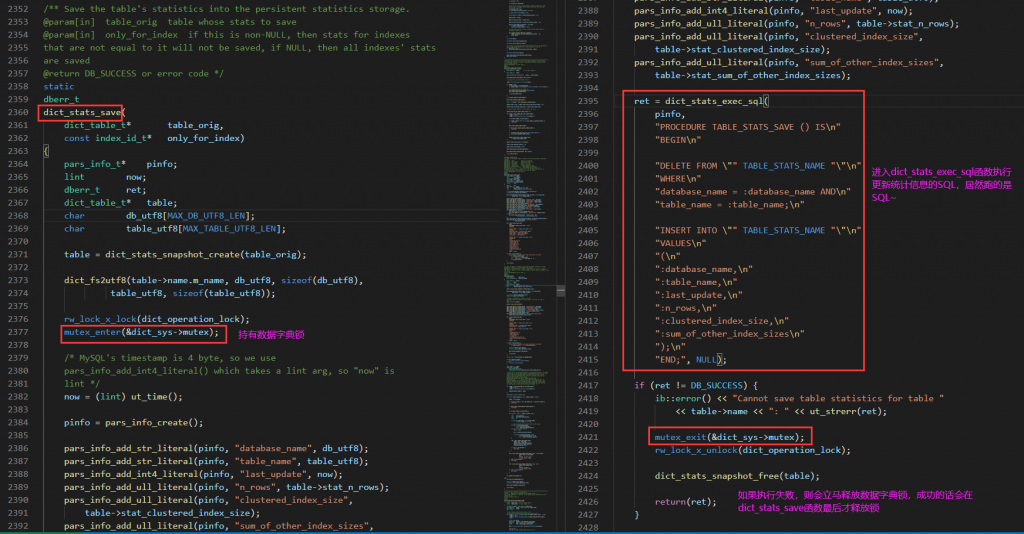 2352 /** Save the table's statistics into the persistent statistics storage.
2353 @param[in]  table_orig  table whose stats to save
2354 @param[in]  only_for_index  if this is non-NULL, then stats for indexes
2355 that are not equal to it will not be saved, if NULL, then all indexes' stats
2356 are saved
2357 @return DB_SUCCESS or error code */
2358 static
2359 dberr_t
2360 dict_stats_save(
2361     dict_table_t*       table_orig,
2362     const index_id_t*   only_for_index)
2363 {
2364     pars_info_t*    pinfo;
2365     lint        now;
2366     dberr_t     ret;
2367     dict_table_t*   table;
2368     char        db_utf8[MAX_DB_UTF8_LEN];
2369     char        table_utf8[MAX_TABLE_UTF8_LEN];
2370
2371     table = dict_stats_snapshot_create(table_orig);
2372
2373     dict_fs2utf8(table->name.m_name, db_utf8, sizeof(db_utf8),
2374             table_utf8, sizeof(table_utf8));
2375
2376     rw_lock_x_lock(dict_operation_lock);
2377     mutex_enter(&dict_sys->mutex);
持有数据字典锁
2378
2379     /* MySQL's timestamp is 4 byte, so we use
2380     pars_info_add_int4_literal() which takes a lint arg, so "now" is
2381     lint */
2382     now = (lint) ut_time();
2383
2384     pinfo = pars_info_create();
2385
2386     pars_info_add_str_literal(pinfo, "database_name", db_utf8);
2387     pars_info_add_str_literal(pinfo, "table_name", table_utf8);
2388     pars_info_add_int4_literal(pinfo, "last_update", now);
2389     pars_info_add_ull_literal(pinfo, "n_rows", table->stat_n_rows);
2390     pars_info_add_ull_literal(pinfo, "clustered_index_size",
2391         table->stat_clustered_index_size);
2392     pars_info_add_ull_literal(pinfo, "sum_of_other_index_sizes",
2388     pars_info_add_int4_literal(pinfo, "last_update", now);
2389     pars_info_add_ull_literal(pinfo, "n_rows", table->stat_n_rows);
2390     pars_info_add_ull_literal(pinfo, "clustered_index_size",
2391         table->stat_clustered_index_size);
2392     pars_info_add_ull_literal(pinfo, "sum_of_other_index_sizes",
2393         table->stat_sum_of_other_index_sizes);
2394
2395     ret = dict_stats_exec_sql(
2396         pinfo,
2397         "PROCEDURE TABLE_STATS_SAVE () IS\n"
2398         "BEGIN\n"
2399
2400         "DELETE FROM \"" TABLE_STATS_NAME "\"\n"
2401         "WHERE\n"
2402         "database_name = :database_name AND\n"
2403         "table_name = :table_name;\n"
2404
2405         "INSERT INTO \"" TABLE_STATS_NAME "\"\n"
2406         "VALUES\n"
2407         "(\n"
2408         ":database_name,\n"
2409         ":table_name,\n"
2410         ":last_update,\n"
2411         ":n_rows,\n"
2412         ":clustered_index_size,\n"
2413         ":sum_of_other_index_sizes\n"
2414         ");\n"
2415         "END;", NULL);
进入dict_stats_exec_sql函数执行
更新统计信息的SQL，居然跑的是
SQL~
2416
2417     if (ret != DB_SUCCESS) {
2418         ib::error() << "Cannot save table statistics for table "
2419             << table->name << ": " << ut_strerr(ret);
2420
2421         mutex_exit(&dict_sys->mutex);
2422         rw_lock_x_unlock(dict_operation_lock);
2423
2424         dict_stats_snapshot_free(table);
2425
2426         return(ret);
2427     }
2428
如果执行失败，则会立马释放数据字典锁，成功的话会在
dict_stats_save函数最后才释放锁